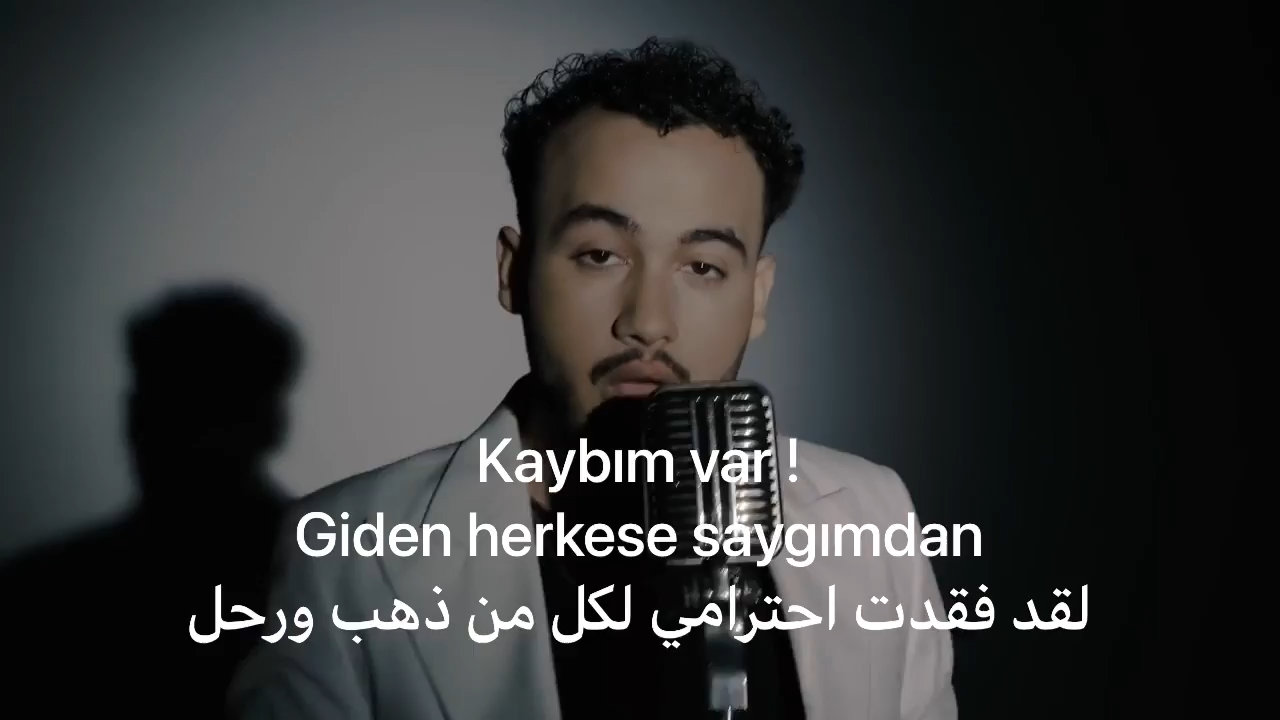 Kaybım var !
Giden herkese saygımdan
لقد فقدت احترامي لكل من ذهب ورحل